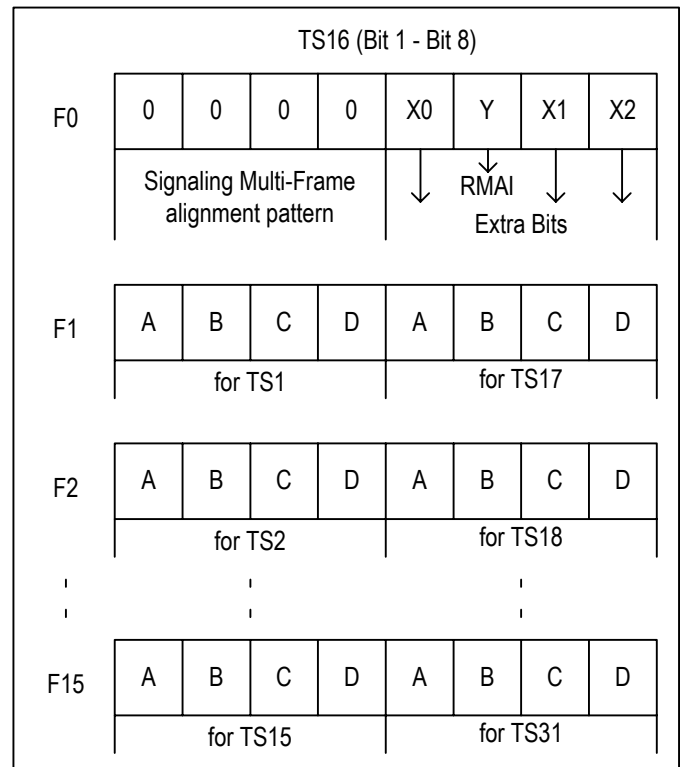 TS16 (Bit 1 - Bit 8)
F0 0 0 0 0 X0 Y X1 X2
Signaling Multi-Frame
alignment pattern
RMAI
Extra Bits
F1 A B C D A B C D
for TS1 for TS17
F2 A B C D A B C D
for TS2 for TS18
F15 A B C D A B C D
for TS15 for TS31